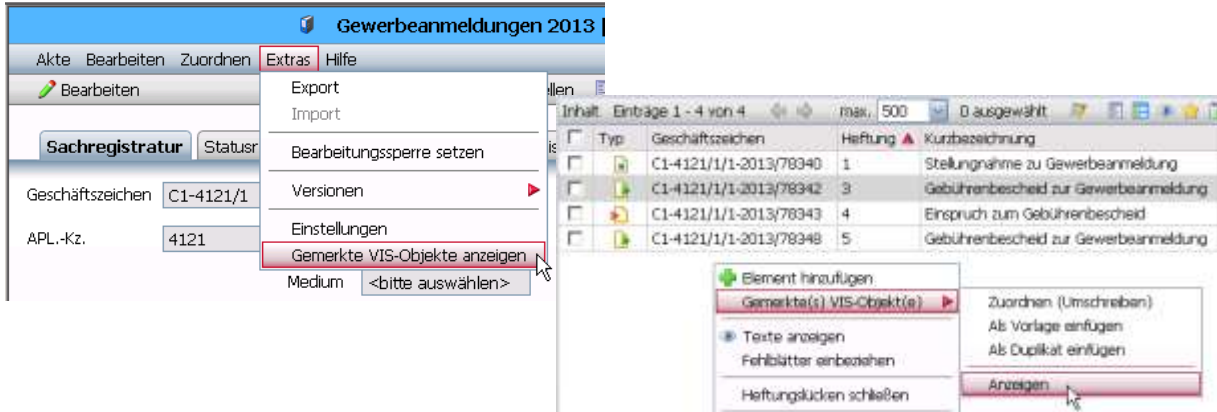 Gewerbeanmeldungen 2013 [
Akte Bearbeiten Zuordnen Extras Hilfe
Bearbeiten
llen
Export
Import
Sachregistratur Statusr
Bearbeitungssperre setzen
is
Geschäftszeichen C1-4121/1
Versionen
Einstellungen
APL.-Kz. 4121
Gemerkte VIS-Objekte anzeigen
Medium <bitte auswählen>
Inhalt Einträge 1 - 4 von 4 max. 500 0 ausgewählt
Typ Geschäftszeichen Heftung Kurzbezeichnung
C1-4121/1/1-2013/78340 1 Stellungnahme zu Gewerbeanmeldung
C1-4121/1/1-2013/78342 3 Gebührenbescheid zur Gewerbeanmeldung
C1-4121/1/1-2013/78343 4 Einspruch zum Gebührenbescheid
C1-4121/1/1-2013/78348 5 Gebührenbescheid zur Gewerbeanmeldung
Element hinzufügen
Gemerkte(s) VIS-Objekt(e)
Texte anzeigen
Fehlblätter einbeziehen
Heftungslücken schließen
Zuordnen (Umschreiben)
Als Vorlage einfügen
Als Duplikat einfügen
Anzeigen